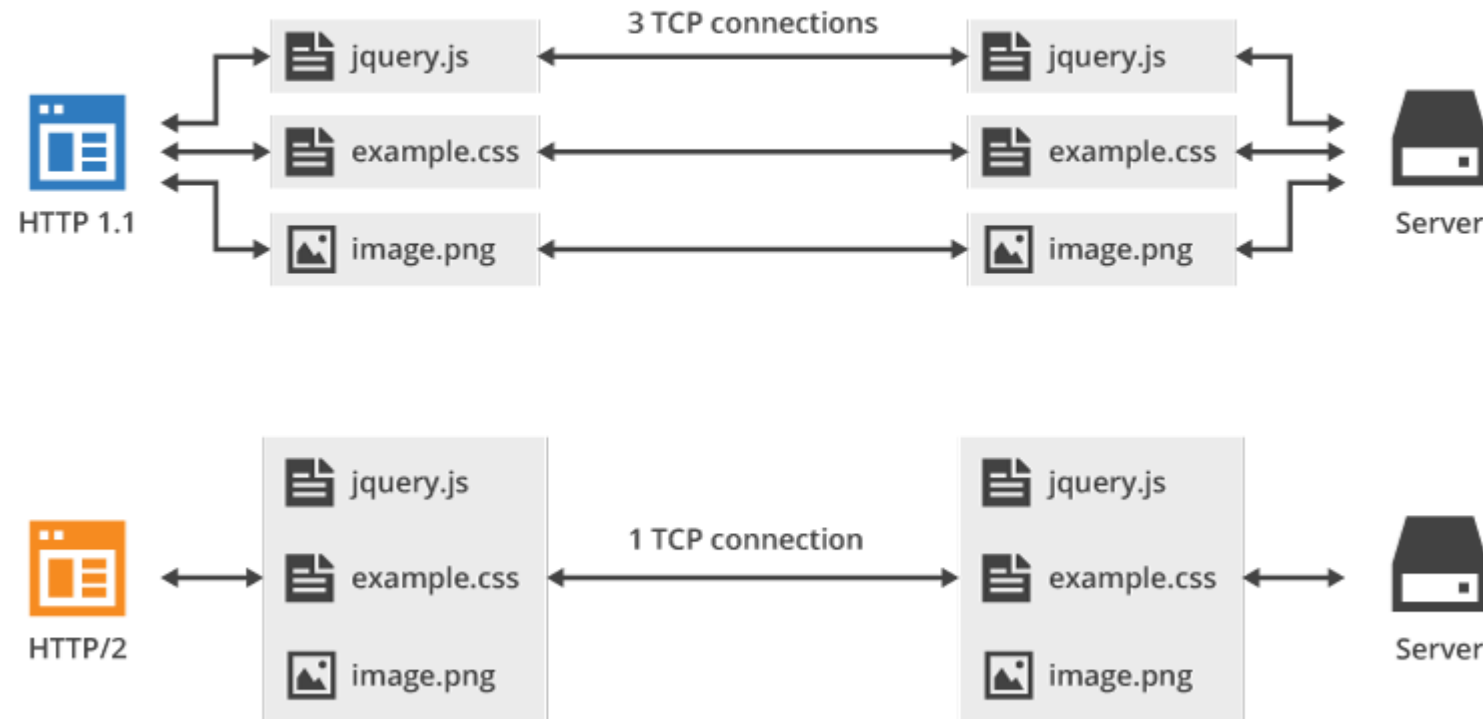 3 TCP connections
jquery.js jquery.js
example.css example.css
image.png image.png
HTTP 1.1 Server
jquery.js jquery.js
1 TCP connection
example.css example.css
HTTP/2 Server
image.png image.png